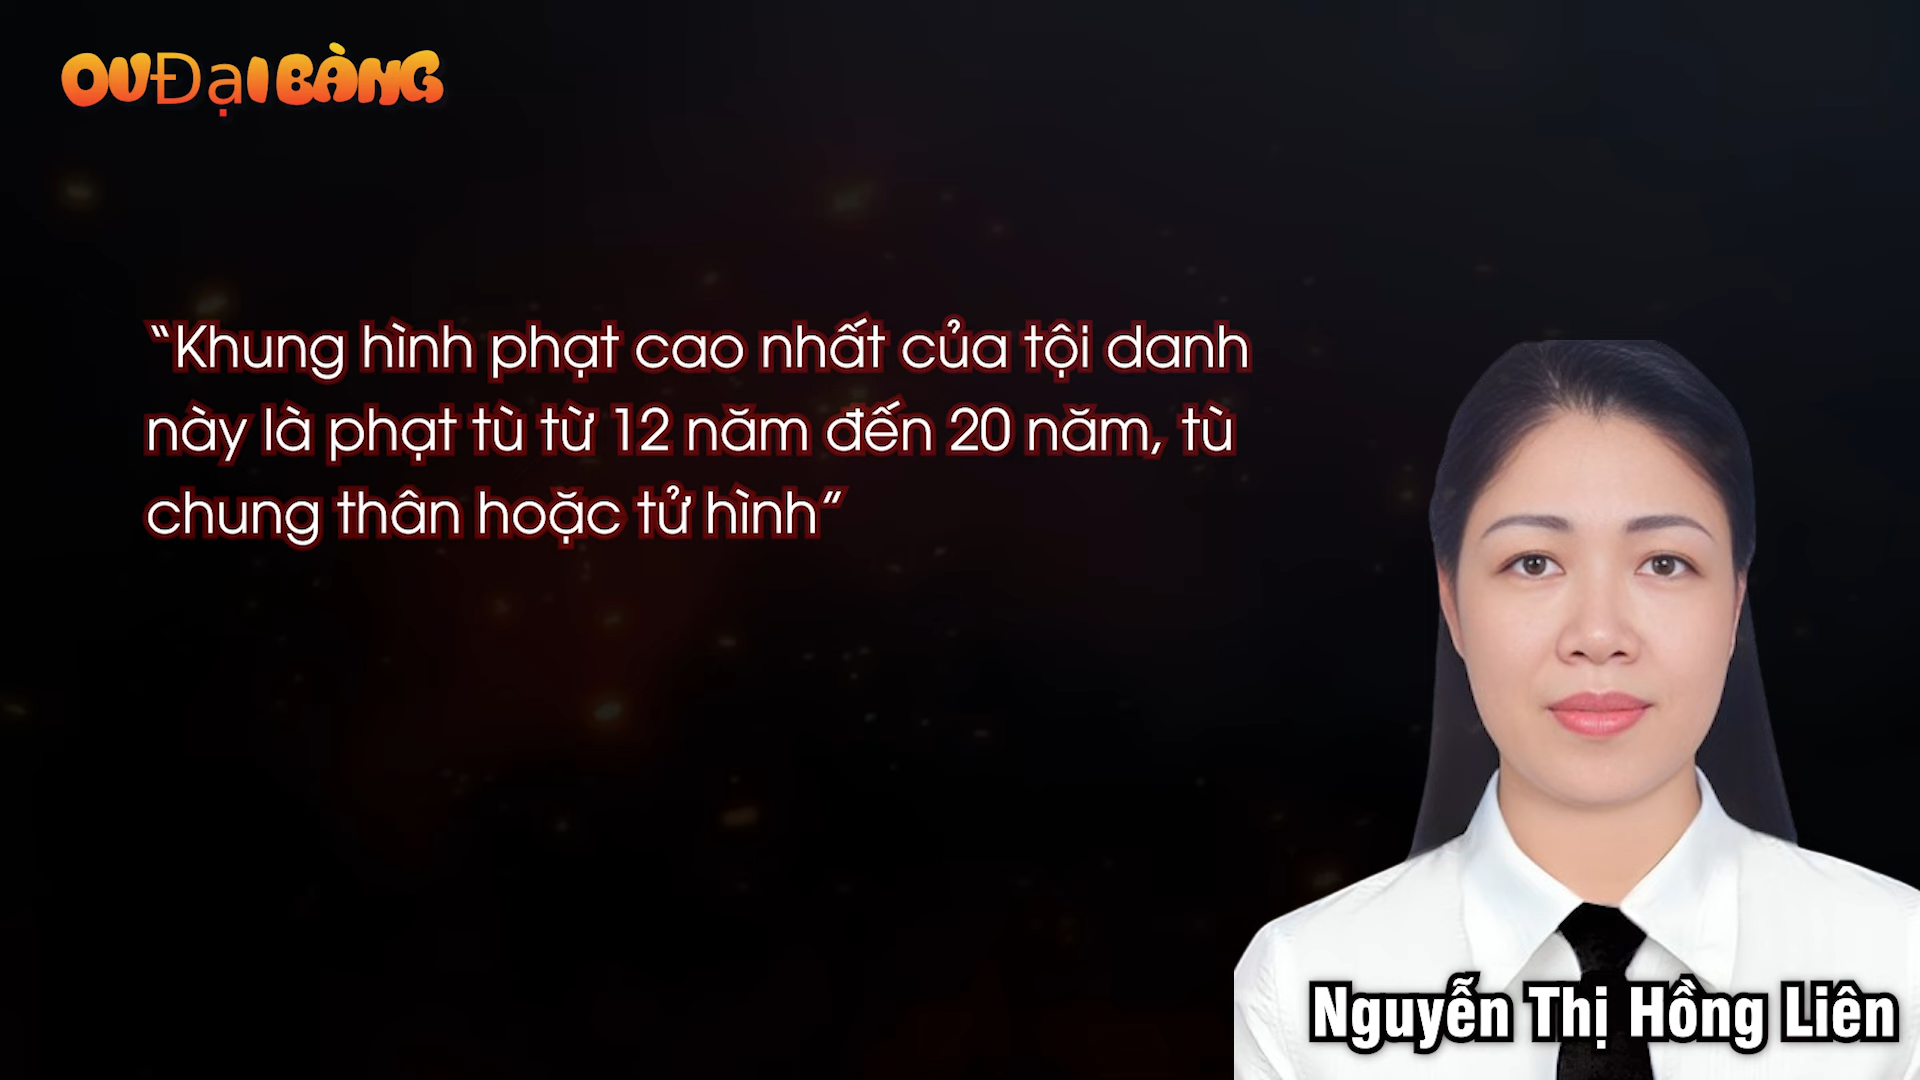 OUĐạI BÀNG
“Khung hình phạt cao nhất của tội danh
này là phạt tù từ 12 năm đến 20 năm, tù
chung thân hoặc tử hình”
Nguyễn Thị Hồng Liên